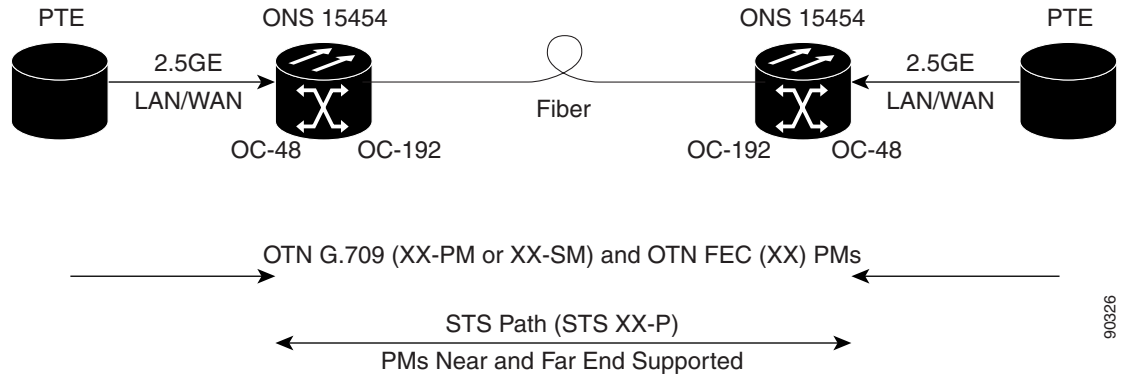 PTE
ONS 15454
ONS 15454
PTE
2.5GE
LAN/WAN
2.5GE
LAN/WAN
Fiber
OC-48
OC-192
OC-192
OC-48
OTN G.709 (XX-PM or XX-SM) and OTN FEC (XX) PMs
STS Path (STS XX-P)
PMs Near and Far End Supported
90326